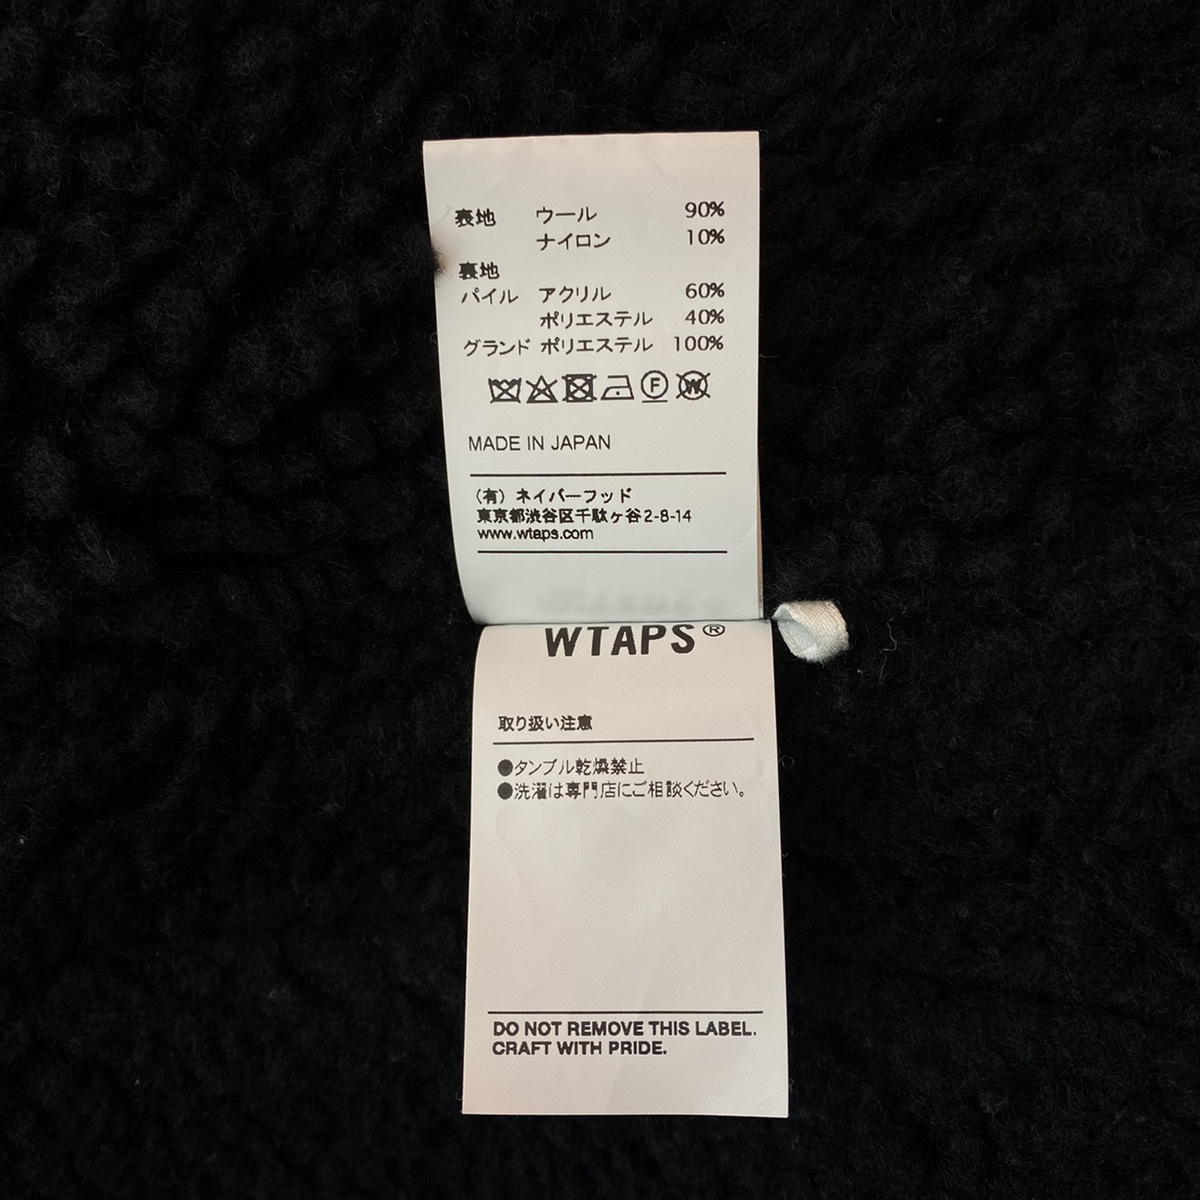 表地 ウール 90%
ナイロン 10%
裏地
パイル アクリル 60%
ポリエステル 40%
グランド ポリエステル 100%
F W
MADE IN JAPAN
(有) ネイバーフッド
東京都渋谷区千駄ヶ谷2-8-14
www.wtaps.com
WTAPS®
取り扱い注意
●タンブル乾燥禁止
●洗濯は専門店にご相談ください。
DO NOT REMOVE THIS LABEL.
CRAFT WITH PRIDE.